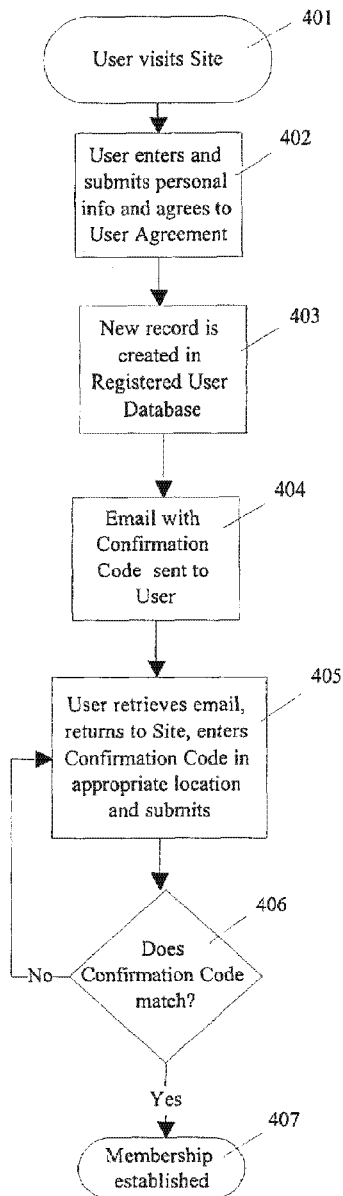 401
User visits Site
402
User enters and
submits personal
info and agrees to
User Agreement
403
New record is
created in
Registered User
Database
404
Email with
Confirmation
Code sent to
User
405
User retrieves email,
returns to Site, enters
Confirmation Code in
appropriate location
and submits
406
Does
Confirmation Code
match?
No
Yes
407
Membership
established